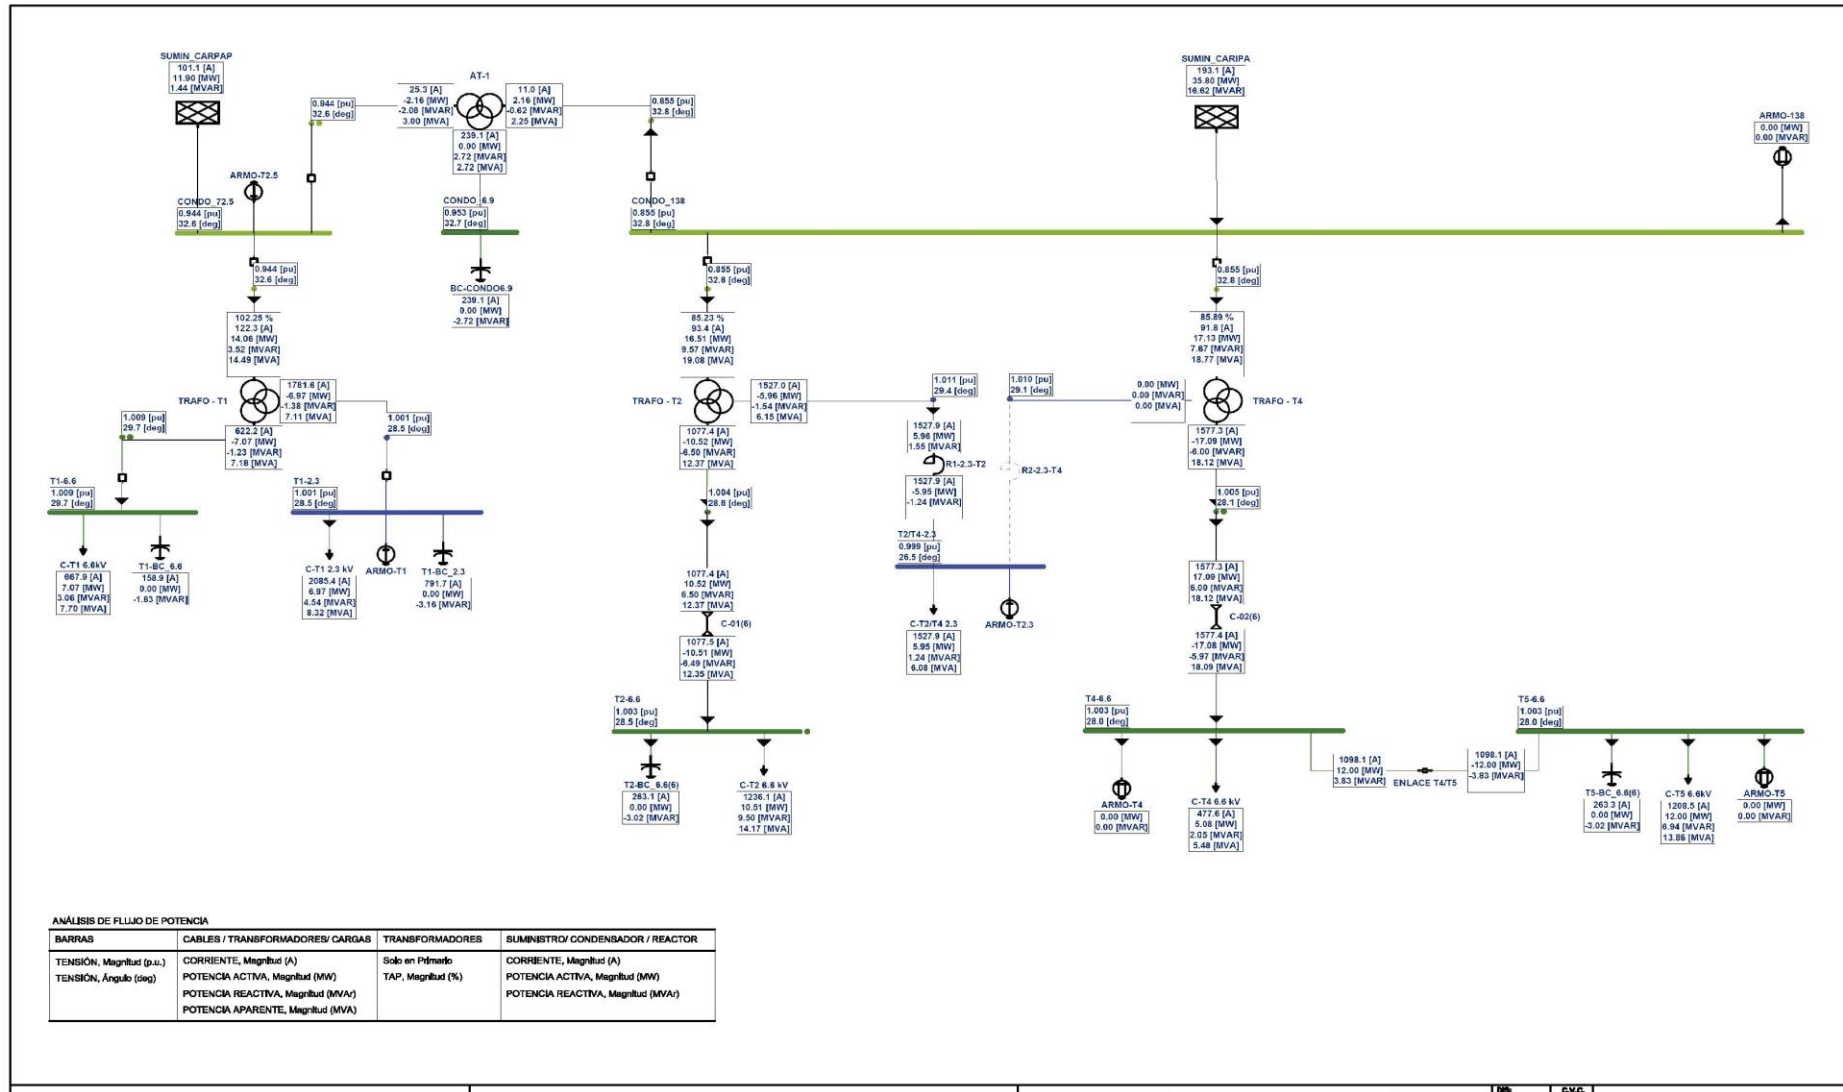 SUMIN_CARPAP
101.1 [A]
11.90 [MW]
1.44 [MVAR]
0.944 [pu]
32.6 [deg]
AT-1
25.3 [A]
-2.16 [MW]
-2.08 [MVAR]
3.00 [MVA]
11.0 [A]
2.16 [MW]
-0.62 [MVAR]
2.25 [MVA]
239.1 [A]
0.00 [MW]
2.72 [MVAR]
2.72 [MVA]
0.855 [pu]
32.8 [deg]
SUMIN_CARIPA
193.1 [A]
35.80 [MW]
16.62 [MVAR]
ARMO-138
0.00 [MW]
0.00 [MVAR]
ARMO-72.5
CONDO_72.5
0.944 [pu]
32.6 [deg]
CONDO_6.9
0.953 [pu]
32.7 [deg]
CONDO_138
0.855 [pu]
32.8 [deg]
0.944 [pu]
32.6 [deg]
BC-CONDO6.9
239.1 [A]
0.00 [MW]
-2.72 [MVAR]
0.855 [pu]
32.8 [deg]
0.855 [pu]
32.8 [deg]
102.25 %
122.3 [A]
14.06 [MW]
3.52 [MVAR]
14.49 [MVA]
85.23 %
93.4 [A]
16.51 [MW]
9.57 [MVAR]
19.08 [MVA]
85.89 %
91.8 [A]
17.13 [MW]
7.67 [MVAR]
18.77 [MVA]
TRAFO - T1
1781.6 [A]
-6.97 [MW]
-1.38 [MVAR]
7.11 [MVA]
TRAFO - T2
1527.0 [A]
-5.96 [MW]
-1.54 [MVAR]
6.15 [MVA]
1.011 [pu]
29.4 [deg]
1.010 [pu]
29.1 [deg]
0.00 [MW]
0.00 [MVAR]
0.00 [MVA]
TRAFO - T4
1.009 [pu]
29.7 [deg]
622.2 [A]
-7.07 [MW]
-1.23 [MVAR]
7.18 [MVA]
1.001 [pu]
28.5 [deg]
1077.4 [A]
-10.52 [MW]
-6.50 [MVAR]
12.37 [MVA]
1527.9 [A]
5.96 [MW]
1.55 [MVAR]
R1-2.3-T2
R2-2.3-T4
1527.9 [A]
-5.95 [MW]
-1.24 [MVAR]
1577.3 [A]
-17.09 [MW]
-6.00 [MVAR]
18.12 [MVA]
T1-6.6
1.009 [pu]
29.7 [deg]
T1-2.3
1.001 [pu]
28.5 [deg]
1.004 [pu]
28.6 [deg]
1.005 [pu]
28.1 [deg]
T2/T4-2.3
0.999 [pu]
26.5 [deg]
C-T1 6.6kV
667.9 [A]
7.07 [MW]
3.06 [MVAR]
7.70 [MVA]
T1-BC_6.6
158.9 [A]
0.00 [MW]
-1.83 [MVAR]
C-T1 2.3 kV
2085.4 [A]
6.97 [MW]
4.54 [MVAR]
8.32 [MVA]
ARMO-T1
T1-BC_2.3
791.7 [A]
0.00 [MW]
-3.16 [MVAR]
1077.4 [A]
10.52 [MW]
6.50 [MVAR]
12.37 [MVA]
C-01(6)
1077.5 [A]
-10.51 [MW]
-6.49 [MVAR]
12.35 [MVA]
C-T2/T4 2.3
1527.9 [A]
5.95 [MW]
1.24 [MVAR]
6.08 [MVA]
ARMO-T2.3
1577.3 [A]
17.09 [MW]
6.00 [MVAR]
18.12 [MVA]
C-02(6)
1577.4 [A]
-17.08 [MW]
-5.97 [MVAR]
18.09 [MVA]
T2-6.6
1.003 [pu]
28.5 [deg]
T4-6.6
1.003 [pu]
28.0 [deg]
T5-6.6
1.003 [pu]
28.0 [deg]
T2-BC_6.6(6)
263.1 [A]
0.00 [MW]
-3.02 [MVAR]
C-T2 6.6 kV
1236.1 [A]
10.51 [MW]
9.50 [MVAR]
14.17 [MVA]
ARMO-T4
0.00 [MW]
0.00 [MVAR]
C-T4 6.6 kV
477.6 [A]
5.08 [MW]
2.05 [MVAR]
5.48 [MVA]
1098.1 [A]
12.00 [MW]
3.83 [MVAR]
ENLACE T4/T5
1098.1 [A]
-12.00 [MW]
-3.83 [MVAR]
T5-BC_6.6(6)
263.3 [A]
0.00 [MW]
-3.02 [MVAR]
C-T5 6.6kV
1208.5 [A]
12.00 [MW]
6.94 [MVAR]
13.86 [MVA]
ARMO-T5
0.00 [MW]
0.00 [MVAR]
ANÁLISIS DE FLUJO DE POTENCIA
BARRAS CABLES / TRANSFORMADORES/ CARGAS TRANSFORMADORES SUMINISTRO/ CONDENSADOR / REACTOR
TENSIÓN, Magnitud (p.u.) CORRIENTE, Magnitud (A) Solo en Primario CORRIENTE, Magnitud (A)
TENSIÓN, Ángulo (deg) POTENCIA ACTIVA, Magnitud (MW) TAP, Magnitud (%) POTENCIA ACTIVA, Magnitud (MW)
POTENCIA REACTIVA, Magnitud (MVAr) POTENCIA REACTIVA, Magnitud (MVAr)
POTENCIA APARENTE, Magnitud (MVA)